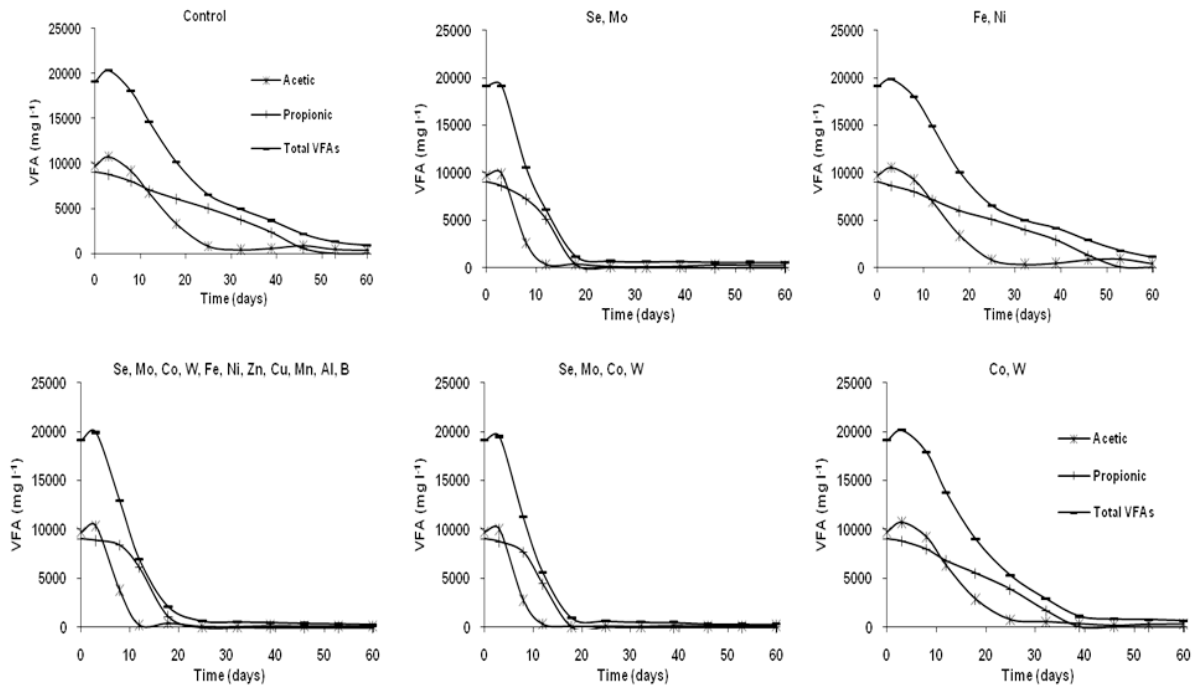 Control
VFA (mg l⁻¹)
25000
20000
15000
10000
5000
0
0 10 20 30 40 50 60
Time (days)
Acetic
Propionic
Total VFAs
Se, Mo
25000
20000
15000
10000
5000
0
0 10 20 30 40 50 60
Time (days)
Fe, Ni
VFA (mg l⁻¹)
25000
20000
15000
10000
5000
0
0 10 20 30 40 50 60
Time (days)
Se, Mo, Co, W, Fe, Ni, Zn, Cu, Mn, Al, B
VFA (mg l⁻¹)
25000
20000
15000
10000
5000
0
0 10 20 30 40 50 60
Time (days)
Se, Mo, Co, W
VFA (mg l⁻¹)
25000
20000
15000
10000
5000
0
0 10 20 30 40 50 60
Time (days)
Co, W
VFA (mg l⁻¹)
25000
20000
15000
10000
5000
0
0 10 20 30 40 50 60
Time (days)
Acetic
Propionic
Total VFAs